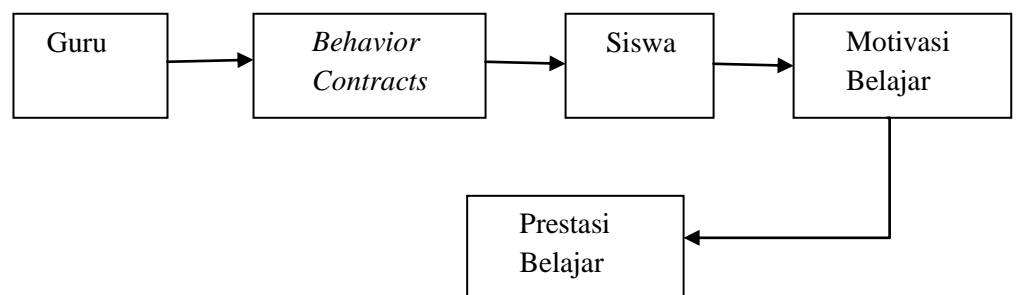 Guru
Behavior
Contracts
Siswa
Motivasi
Belajar
Prestasi
Belajar